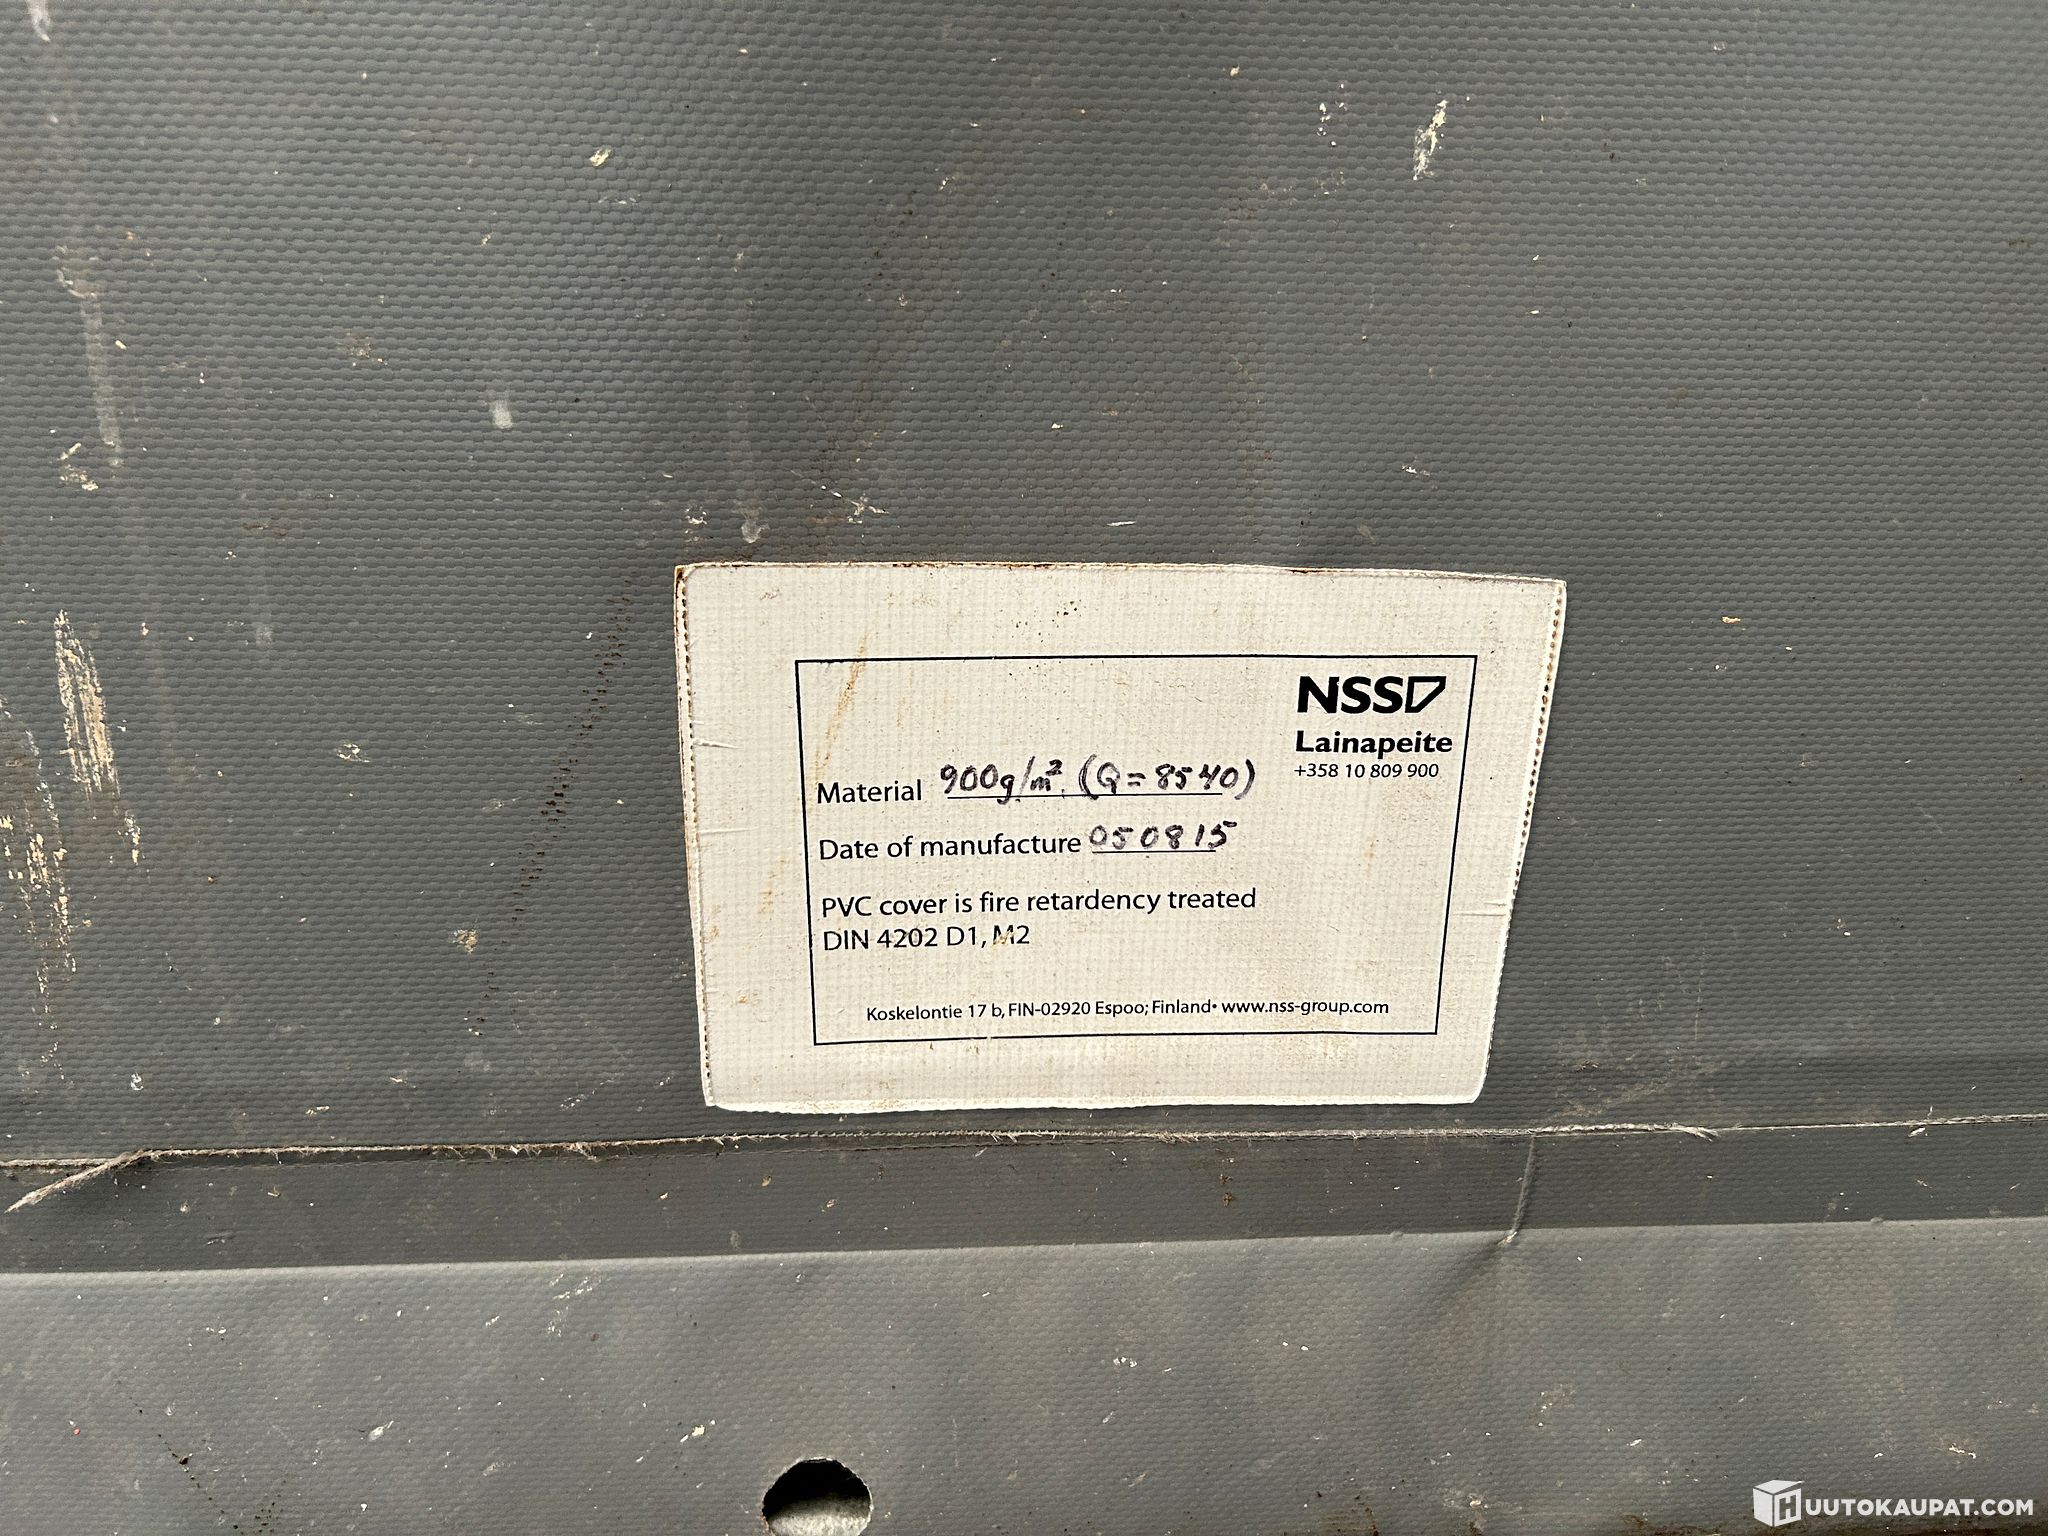 NSS
Lainapeite
+358 10 809 900
Material 900g/m² (Q=8540)
Date of manufacture 050815
PVC cover is fire retardency treated
DIN 4202 D1, M2
Koskelontie 17 b, FIN-02920 Espoo; Finland• www.nss-group.com
HUUTOKAUPAT.COM